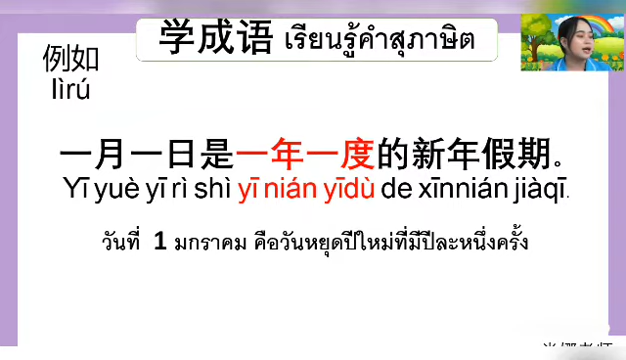 学成语 เรียนรู้คำสุภาษิต
例如
lìrú
一月一日是一年一度的新年假期。
Yī yuè yī rì shì yī nián yīdù de xīnnián jiàqī.
วันที่ 1 มกราคม คือวันหยุดปีใหม่ที่มีปีละหนึ่งครั้ง